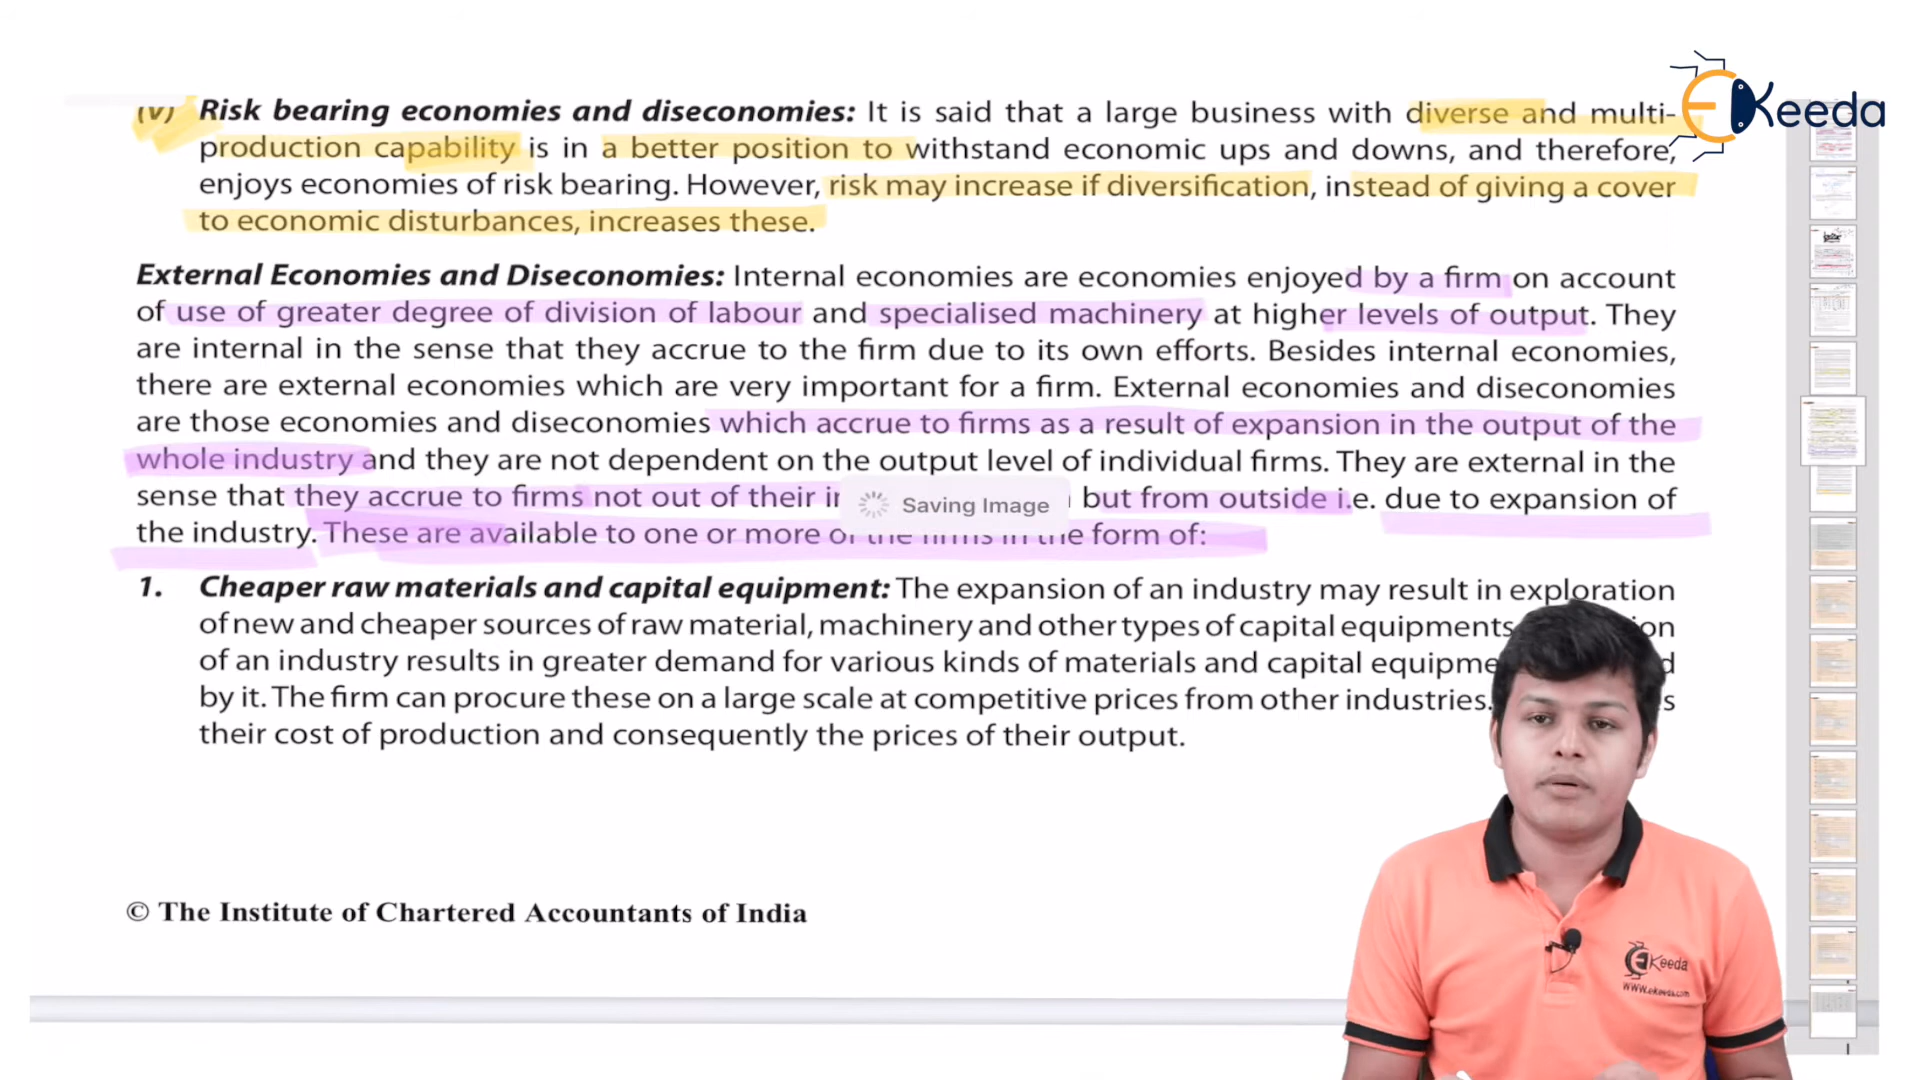 EKeeda
(v) Risk bearing economies and diseconomies: It is said that a large business with diverse and multi-
production capability is in a better position to withstand economic ups and downs, and therefore,
enjoys economies of risk bearing. However, risk may increase if diversification, instead of giving a cover
to economic disturbances, increases these.
External Economies and Diseconomies: Internal economies are economies enjoyed by a firm on account
of use of greater degree of division of labour and specialised machinery at higher levels of output. They
are internal in the sense that they accrue to the firm due to its own efforts. Besides internal economies,
there are external economies which are very important for a firm. External economies and diseconomies
are those economies and diseconomies which accrue to firms as a result of expansion in the output of the
whole industry and they are not dependent on the output level of individual firms. They are external in the
sense that they accrue to firms not out of their but from outside i.e. due to expansion of
Saving Image
the industry. These are available to one or more of the firms in the form of:
1. Cheaper raw materials and capital equipment: The expansion of an industry may result in exploration
of new and cheaper sources of raw material, machinery and other types of capital equipments
of an industry results in greater demand for various kinds of materials and capital
by it. The firm can procure these on a large scale at competitive prices from other industries.
their cost of production and consequently the prices of their output.
© The Institute of Chartered Accountants of India
EKeeda
www.ekeeda.com